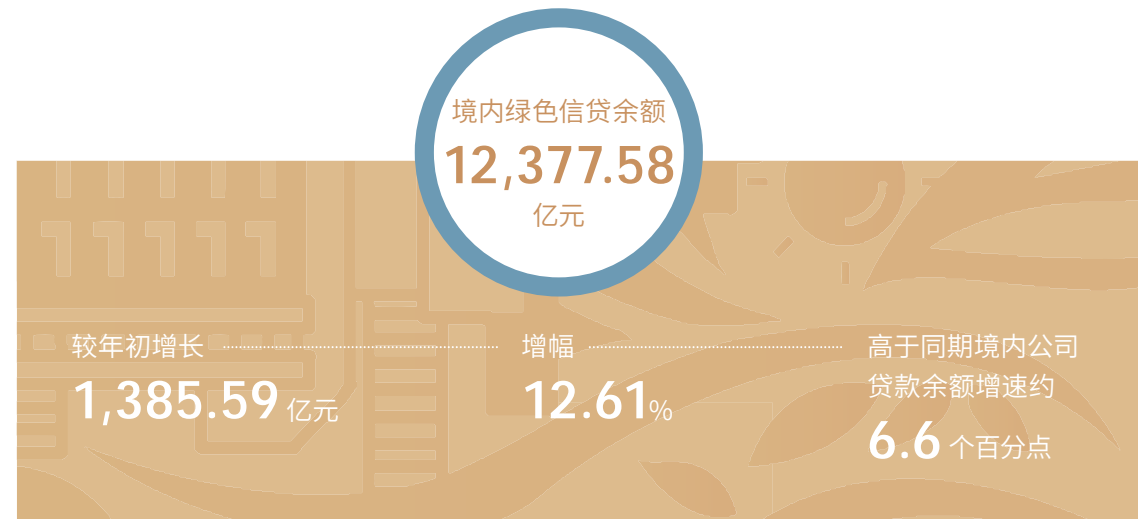 境内绿色信贷余额
12,377.58
亿元
较年初增长
1,385.59 亿元
增幅
12.61%
高于同期境内公司
贷款余额增速约
6.6 个百分点